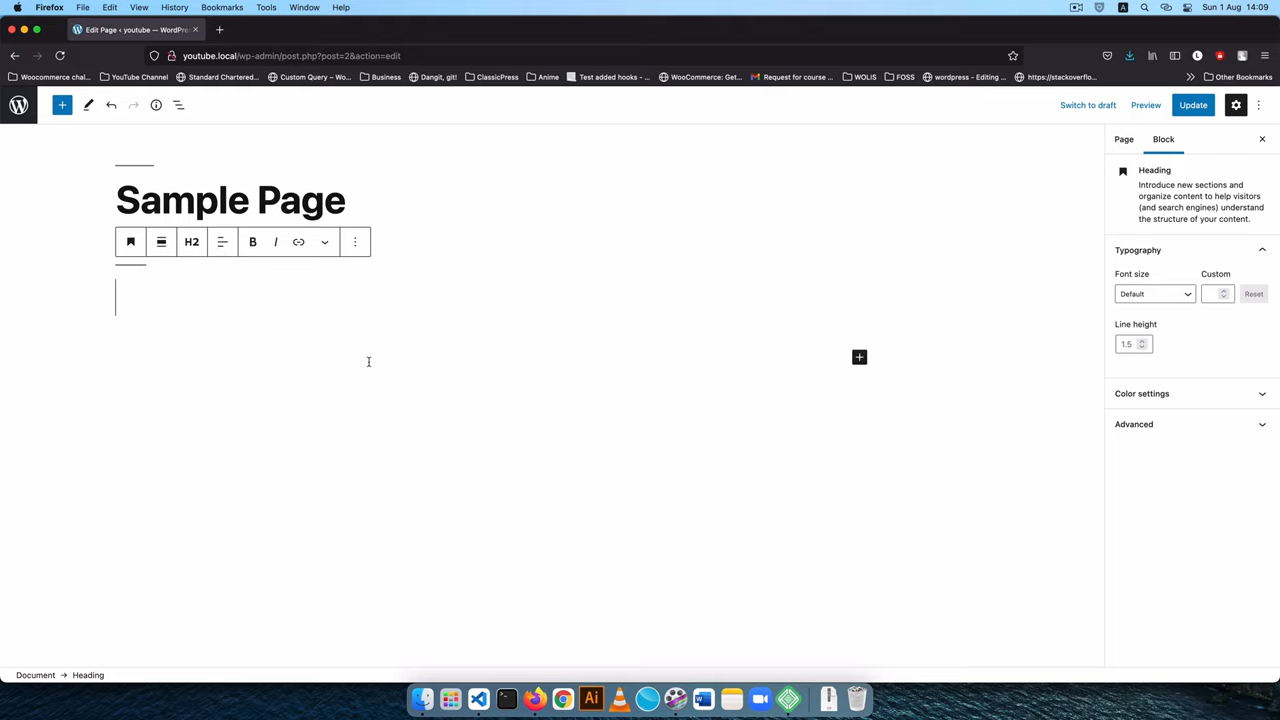 Firefox File Edit View History Bookmarks Tools Window Help A Sun 1 Aug 14:09
Edit Page ‹ youtube — WordPre
youtube.local/wp-admin/post.php?post=2&action=edit
Woocommerce chal... YouTube Channel Standard Chartered... Custom Query – Wo... Business Dangit, git! ClassicPress Anime Test added hooks - ... WooCommerce: Get... Request for course ... WOLIS FOSS wordpress - Editing ... https://stackoverflo... Other Bookmarks
Switch to draft Preview Update
Page Block
Heading
Introduce new sections and
organize content to help visitors
(and search engines) understand
the structure of your content.
Sample Page
H2 B I
Typography
Font size Custom
Default Reset
Line height
1.5
Color settings
Advanced
Document → Heading
Ai W